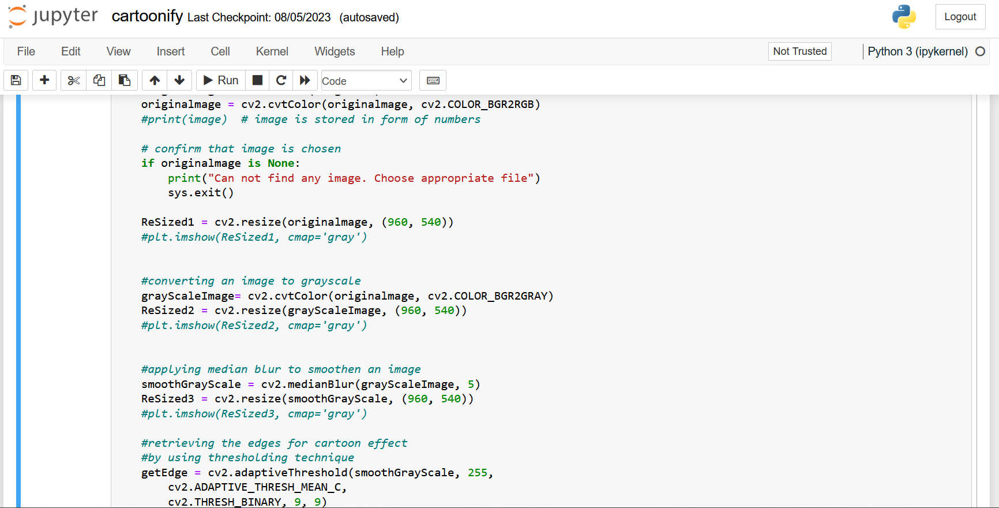 jupyter cartoonify Last Checkpoint: 08/05/2023 (autosaved) Logout
File Edit View Insert Cell Kernel Widgets Help Not Trusted Python 3 (ipykernel)
Run Code
originalmage = cv2.cvtColor(originalmage, cv2.COLOR_BGR2RGB)
#print(image)  # image is stored in form of numbers
# confirm that image is chosen
if originalmage is None:
    print("Can not find any image. Choose appropriate file")
    sys.exit()
ReSized1 = cv2.resize(originalmage, (960, 540))
#plt.imshow(ReSized1, cmap='gray')
#converting an image to grayscale
grayScaleImage= cv2.cvtColor(originalmage, cv2.COLOR_BGR2GRAY)
ReSized2 = cv2.resize(grayScaleImage, (960, 540))
#plt.imshow(ReSized2, cmap='gray')
#applying median blur to smoothen an image
smoothGrayScale = cv2.medianBlur(grayScaleImage, 5)
ReSized3 = cv2.resize(smoothGrayScale, (960, 540))
#plt.imshow(ReSized3, cmap='gray')
#retrieving the edges for cartoon effect
#by using thresholding technique
getEdge = cv2.adaptiveThreshold(smoothGrayScale, 255,
    cv2.ADAPTIVE_THRESH_MEAN_C,
    cv2.THRESH_BINARY, 9, 9)